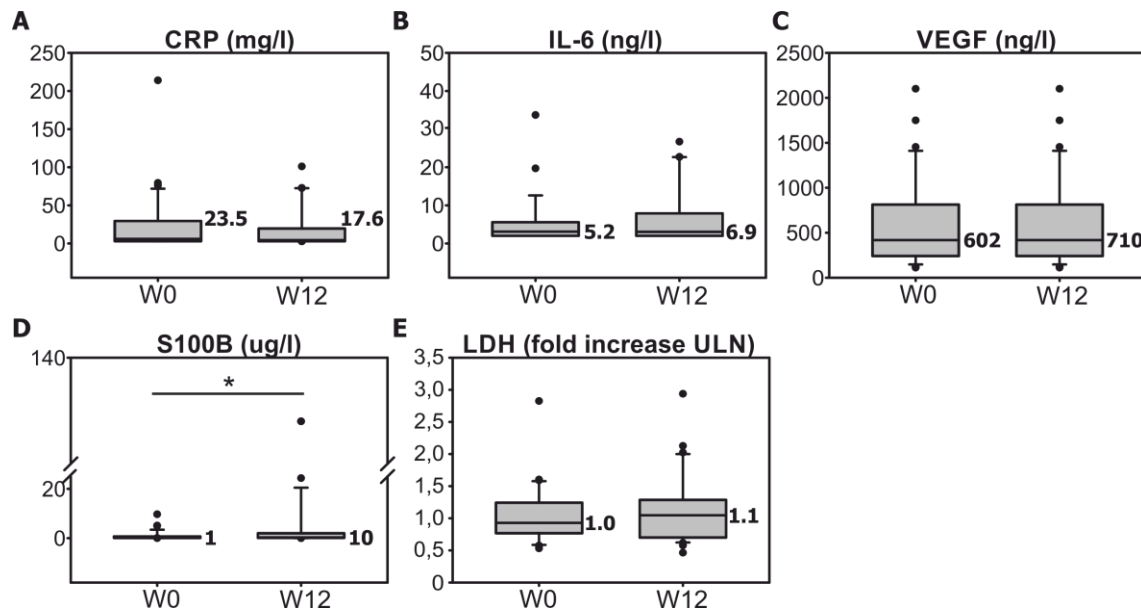 A
CRP (mg/l)
250
200
150
100
50
0
23.5
17.6
W0 W12
B
IL-6 (ng/l)
50
40
30
20
10
0
5.2
6.9
W0 W12
C
VEGF (ng/l)
2500
2000
1500
1000
500
0
602
710
W0 W12
D
S100B (ug/l)
140
*
20
0
1
10
W0 W12
E
LDH (fold increase ULN)
3,5
3,0
2,5
2,0
1,5
1,0
0,5
0
1.0
1.1
W0 W12